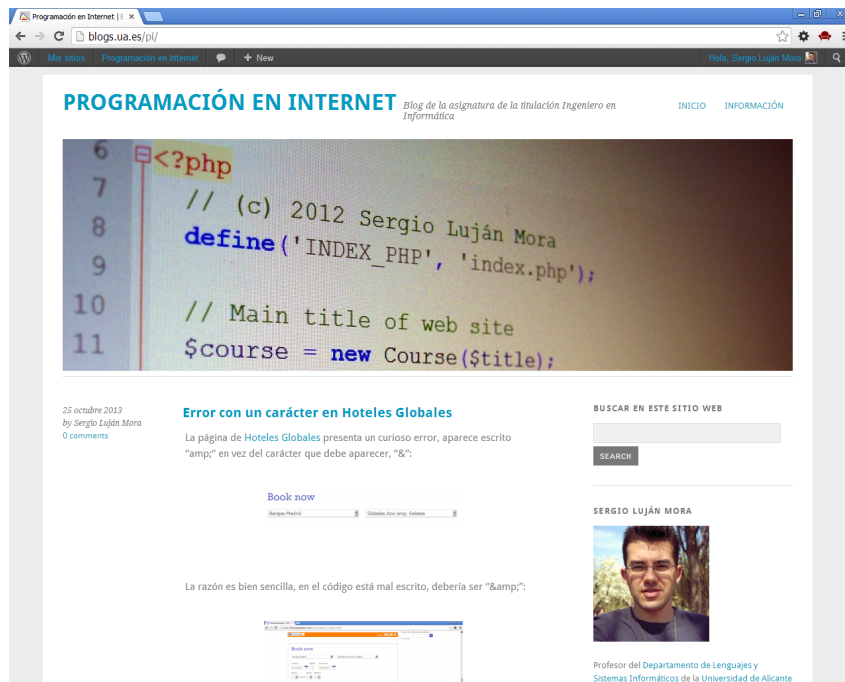 Programación en Internet | E
blogs.ua.es/pi/
Mis sitios Programación en Internet + New Hola, Sergio Luján Mora
PROGRAMACIÓN EN INTERNET
Blog de la asignatura de la titulación Ingeniero en
Informática
INICIO INFORMACIÓN
6 <?php
7 // (c) 2012 Sergio Luján Mora
8 define('INDEX_PHP', 'index.php');
9
10 // Main title of web site
11 $course = new Course($title);
25 octubre 2013
by Sergio Luján Mora
0 comments
Error con un carácter en Hoteles Globales
La página de Hoteles Globales presenta un curioso error, aparece escrito
“amp;” en vez del carácter que debe aparecer, “&”:
Book now
Barajas-Madrid Globales Acis amp; Galatea
La razón es bien sencilla, en el código está mal escrito, debería ser “&amp;”:
Book now
BUSCAR EN ESTE SITIO WEB
SEARCH
SERGIO LUJÁN MORA
Profesor del Departamento de Lenguajes y
Sistemas Informáticos de la Universidad de Alicante